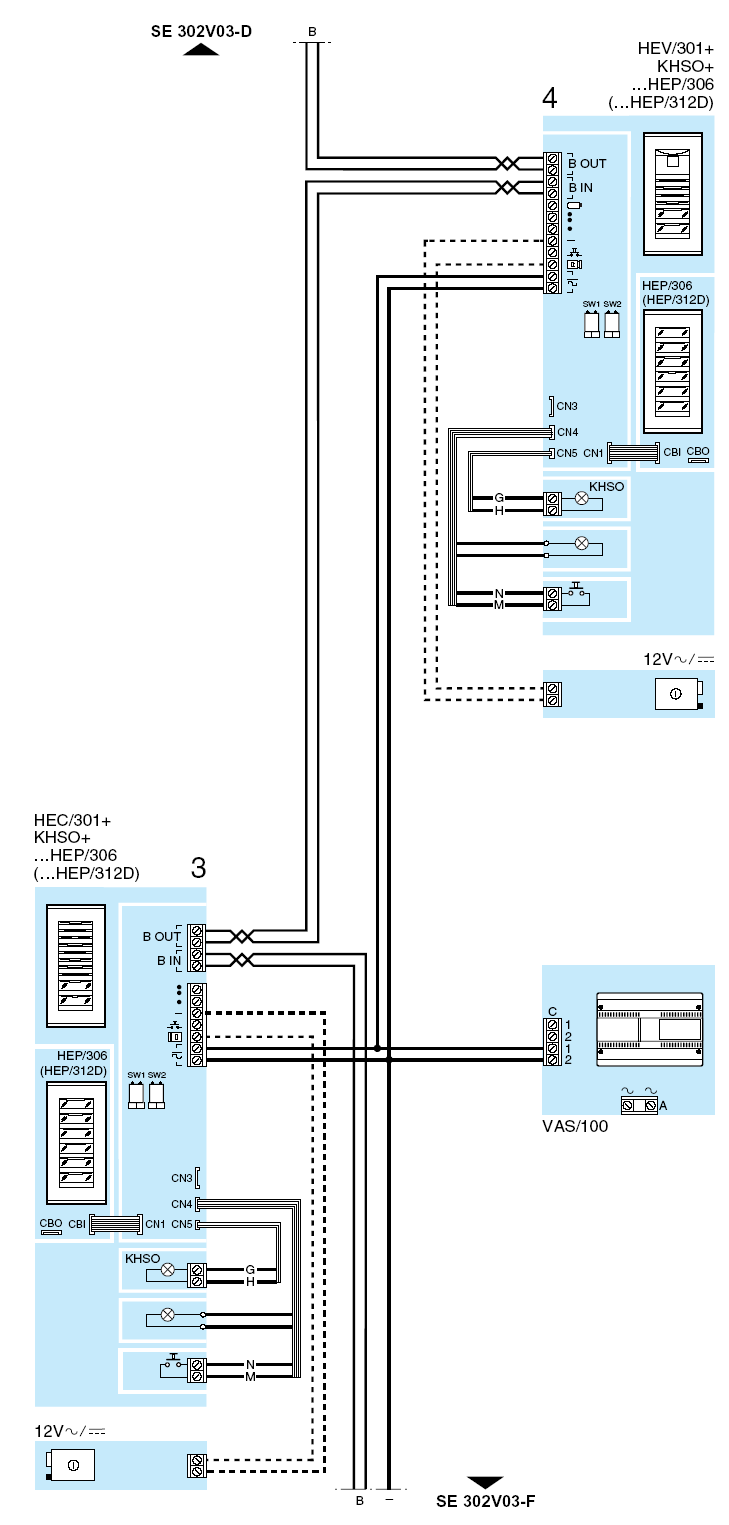 SE 302V03-D
B
HEV/301+
KHSO+
...HEP/306
(...HEP/312D)
4
B OUT
B IN
HEP/306
(HEP/312D)
SW1 SW2
CN3
CN4
CN5 CN1 CBI CBO
KHSO
G
H
N
M
12V∿/⎓
HEC/301+
KHSO+
...HEP/306
(...HEP/312D)
3
B OUT
B IN
HEP/306
(HEP/312D)
SW1 SW2
C
1
2
1
2
A
VAS/100
CN3
CN4
CBO CBI CN1 CN5
KHSO
G
H
N
M
12V∿/⎓
B –
SE 302V03-F